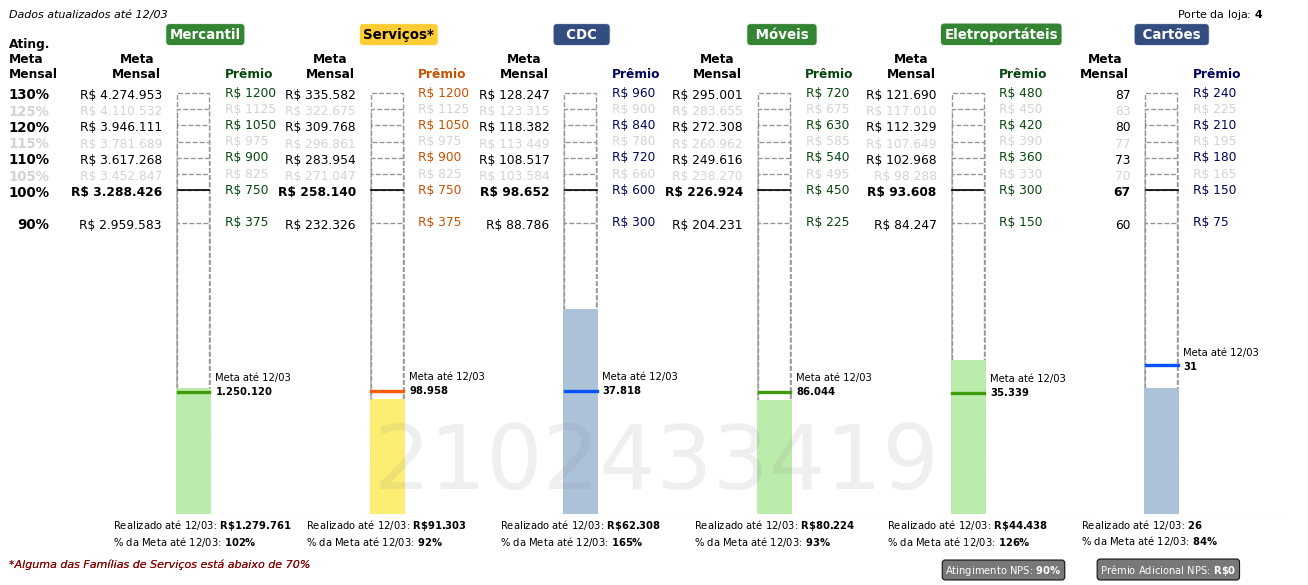 Dados atualizados até 12/03
Porte da loja: 4
Mercantil Serviços* CDC Móveis Eletroportáteis Cartões
Ating. Meta Mensal
Meta Mensal Prêmio Meta Mensal Prêmio Meta Mensal Prêmio Meta Mensal Prêmio Meta Mensal Prêmio Meta Mensal Prêmio
130% R$ 4.274.953 R$ 1200 R$ 335.582 R$ 1200 R$ 128.247 R$ 960 R$ 295.001 R$ 720 R$ 121.690 R$ 480 87 R$ 240
125% R$ 4.110.532 R$ 1125 R$ 322.675 R$ 1125 R$ 123.315 R$ 900 R$ 283.655 R$ 675 R$ 117.010 R$ 450 83 R$ 225
120% R$ 3.946.111 R$ 1050 R$ 309.768 R$ 1050 R$ 118.382 R$ 840 R$ 272.308 R$ 630 R$ 112.329 R$ 420 80 R$ 210
115% R$ 3.781.689 R$ 975 R$ 296.861 R$ 975 R$ 113.449 R$ 780 R$ 260.962 R$ 585 R$ 107.649 R$ 390 77 R$ 195
110% R$ 3.617.268 R$ 900 R$ 283.954 R$ 900 R$ 108.517 R$ 720 R$ 249.616 R$ 540 R$ 102.968 R$ 360 73 R$ 180
105% R$ 3.452.847 R$ 825 R$ 271.047 R$ 825 R$ 103.584 R$ 660 R$ 238.270 R$ 495 R$ 98.288 R$ 330 70 R$ 165
100% R$ 3.288.426 R$ 750 R$ 258.140 R$ 750 R$ 98.652 R$ 600 R$ 226.924 R$ 450 R$ 93.608 R$ 300 67 R$ 150
90% R$ 2.959.583 R$ 375 R$ 232.326 R$ 375 R$ 88.786 R$ 300 R$ 204.231 R$ 225 R$ 84.247 R$ 150 60 R$ 75
Meta até 12/03
31
Meta até 12/03 Meta até 12/03 Meta até 12/03 Meta até 12/03 Meta até 12/03
1.250.120 98.958 37.818 86.044 35.339
2102433419
Realizado até 12/03: R$1.279.761 Realizado até 12/03: R$91.303 Realizado até 12/03: R$62.308 Realizado até 12/03: R$80.224 Realizado até 12/03: R$44.438 Realizado até 12/03: 26
% da Meta até 12/03: 102% % da Meta até 12/03: 92% % da Meta até 12/03: 165% % da Meta até 12/03: 93% % da Meta até 12/03: 126% % da Meta até 12/03: 84%
*Alguma das Famílias de Serviços está abaixo de 70%
Atingimento NPS: 90% Prêmio Adicional NPS: R$0